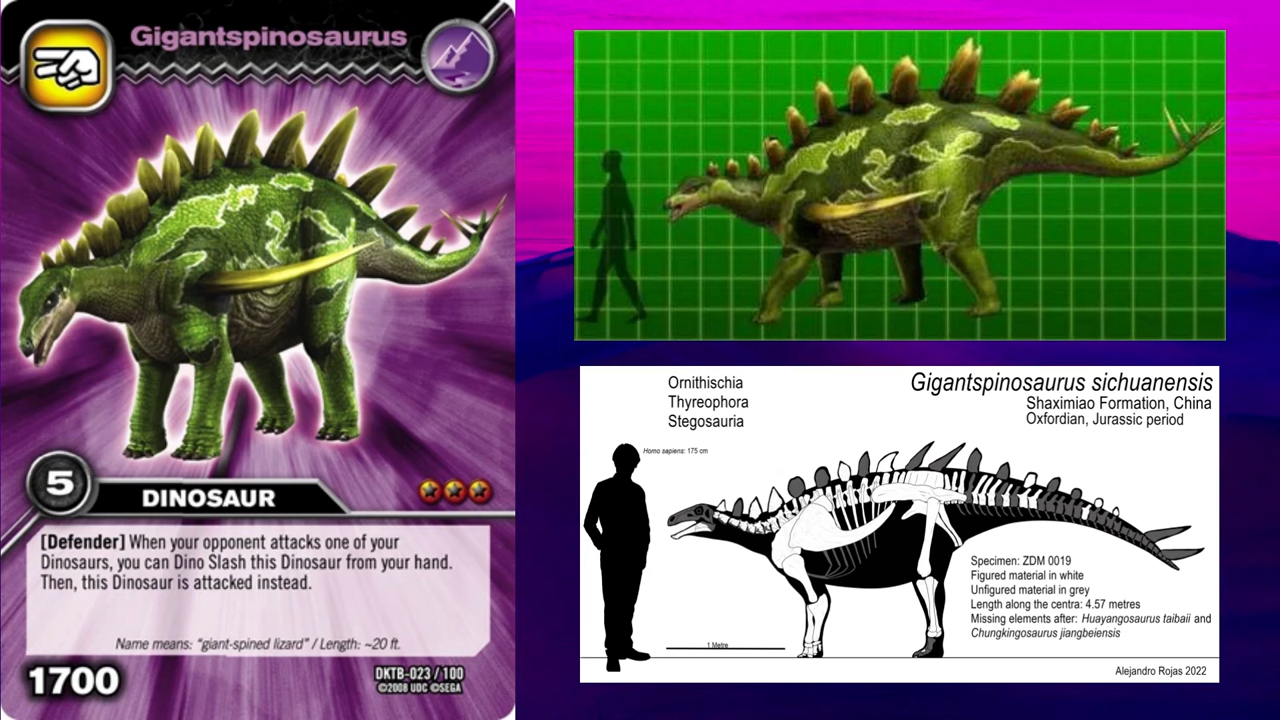 Gigantspinosaurus
5
DINOSAUR
[Defender] When your opponent attacks one of your
Dinosaurs, you can Dino Slash this Dinosaur from your hand.
Then, this Dinosaur is attacked instead.
Name means: “giant-spined lizard” / Length: ~20 ft.
1700
DKTB-023 / 100
©2008 UDC ©SEGA
Ornithischia
Thyreophora
Stegosauria
Gigantspinosaurus sichuanensis
Shaximiao Formation, China
Oxfordian, Jurassic period
Homo sapiens: 175 cm
Specimen: ZDM 0019
Figured material in white
Unfigured material in grey
Length along the centra: 4.57 metres
Missing elements after: Huayangosaurus taibaii and
Chungkingosaurus jiangbeiensis
1 Metre
Alejandro Rojas 2022